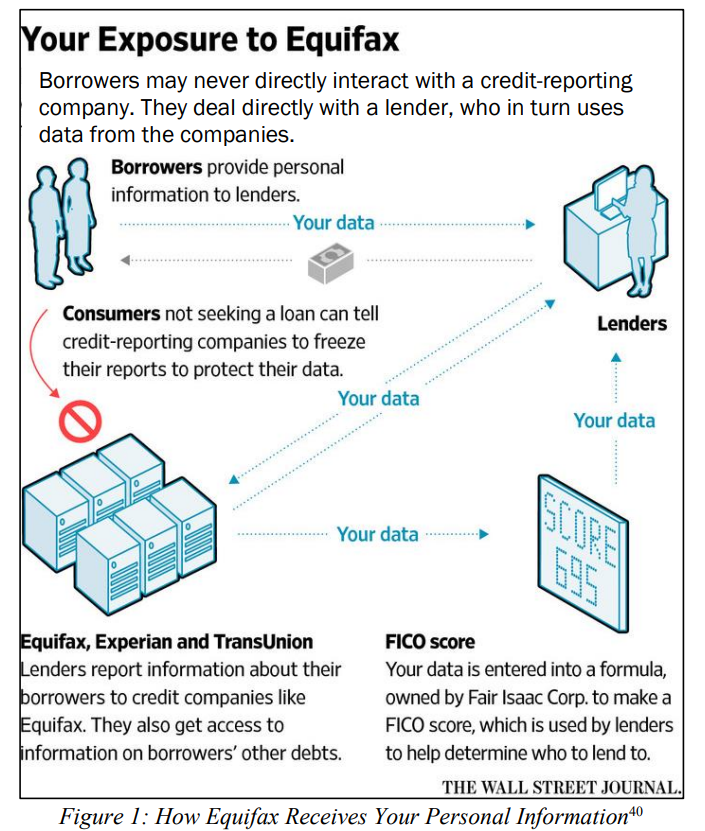 Your Exposure to Equifax
Borrowers may never directly interact with a credit-reporting
company. They deal directly with a lender, who in turn uses
data from the companies.
Borrowers provide personal
information to lenders.
Your data
Lenders
Consumers not seeking a loan can tell
credit-reporting companies to freeze
their reports to protect their data.
Your data
Your data
Your data
SCORE
695
Equifax, Experian and TransUnion
Lenders report information about their
borrowers to credit companies like
Equifax. They also get access to
information on borrowers’ other debts.
FICO score
Your data is entered into a formula,
owned by Fair Isaac Corp. to make a
FICO score, which is used by lenders
to help determine who to lend to.
THE WALL STREET JOURNAL.
Figure 1: How Equifax Receives Your Personal Information40